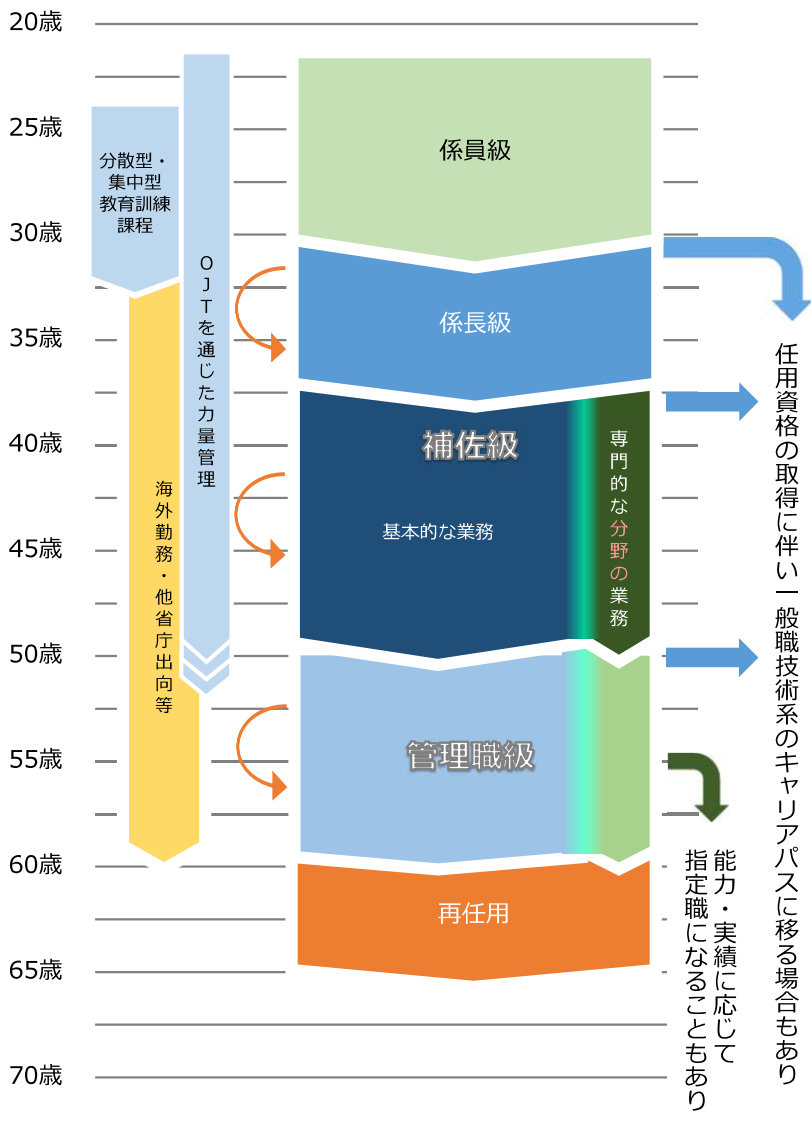 20歳
25歳
30歳
35歳
40歳
45歳
50歳
55歳
60歳
65歳
70歳
分散型・
集中型
教育訓練
課程
OJTを通じた力量管理
海外勤務・他省庁出向等
係員級
係長級
補佐級
基本的な業務
専門的な分野の業務
管理職級
再任用
任用資格の取得に伴い一般職技術系のキャリアパスに移る場合もあり
能力・実績に応じて
指定職になることもあり